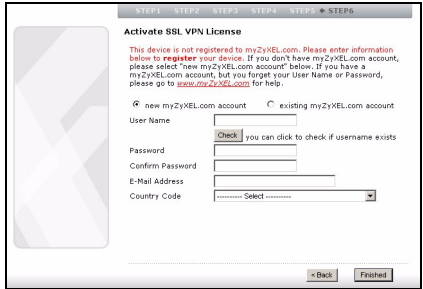 STEP1 STEP2 STEP3 STEP4 STEP5 STEP6
Activate SSL VPN License
This device is not registered to myZyXEL.com. Please enter information
below to register your device. If you don't have myZyXEL.com account,
please select "new myZyXEL.com account" below. If you have a
myZyXEL.com account, but you forget your User Name or Password,
please go to www.myZyXEL.com for help.
new myZyXEL.com account existing myZyXEL.com account
User Name
Check you can click to check if username exists
Password
Confirm Password
E-Mail Address
Country Code ---------- Select ----------
< Back Finished